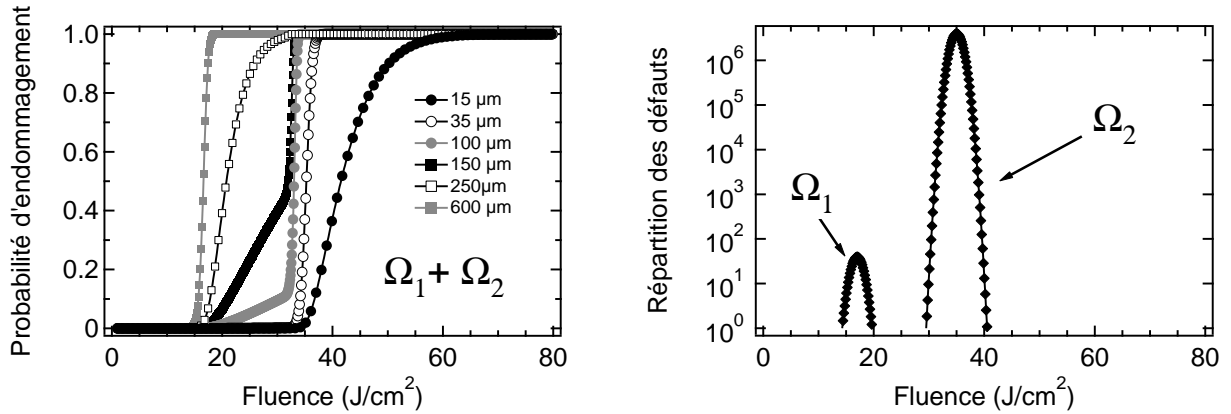 Probabilité d'endommagement
1.0
0.8
0.6
0.4
0.2
0
15 µm
35 µm
100 µm
150 µm
250µm
600 µm
Ω1+ Ω2
0 20 40 60 80
Fluence (J/cm2)
Répartition des défauts
10^6
10^5
10^4
10^3
10^2
10^1
10^0
Ω1
Ω2
0 20 40 60 80
Fluence (J/cm2)